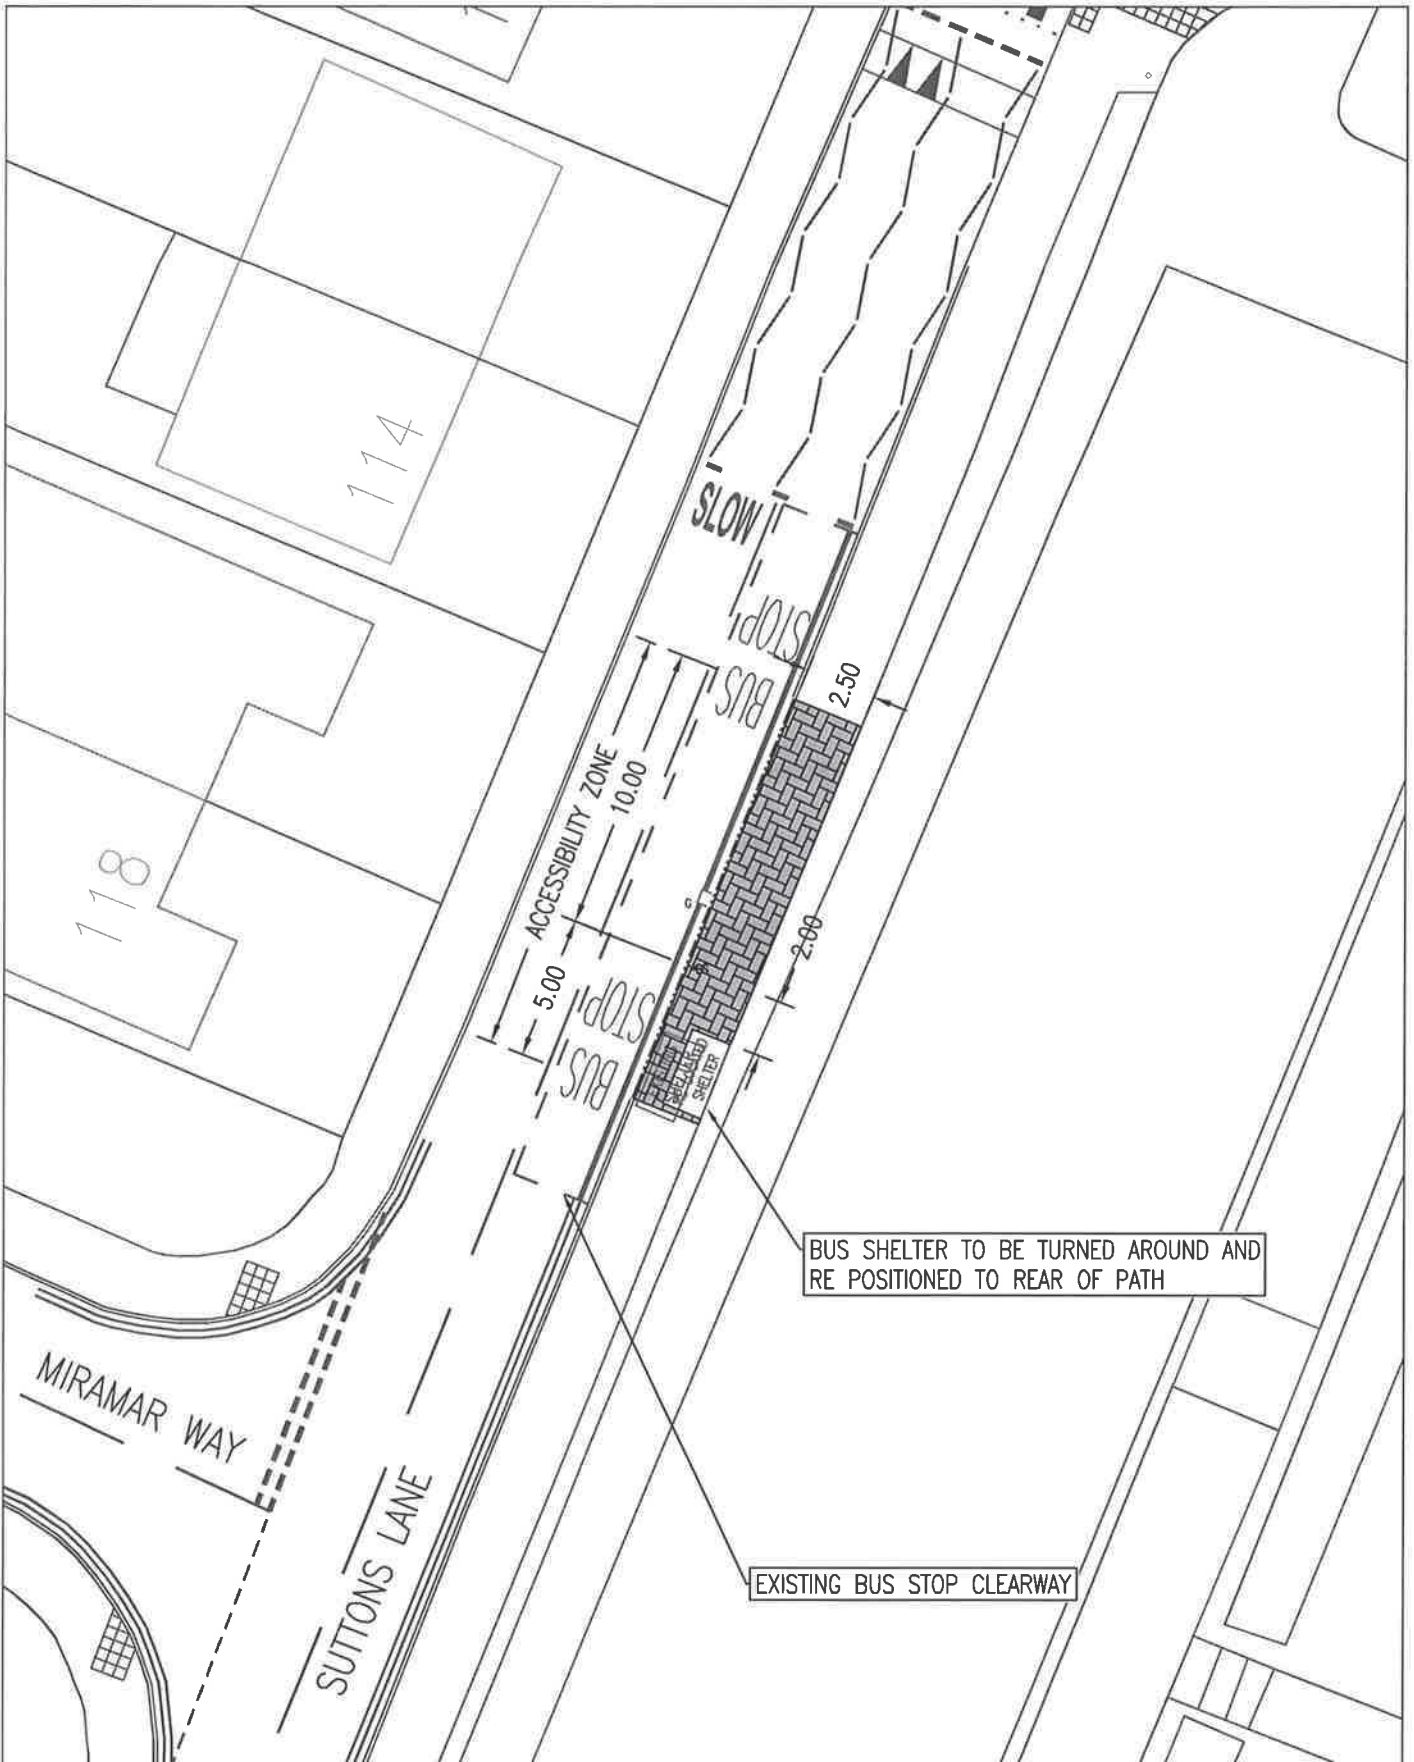 114
SLOW
STOP
BUS
2.50
ACCESSIBILITY ZONE
10.00
118
G
2.00
5.00
STOP
BUS
SHELTER
BUS SHELTER TO BE TURNED AROUND AND
RE POSITIONED TO REAR OF PATH
MIRAMAR WAY
SUTTONS LANE
EXISTING BUS STOP CLEARWAY